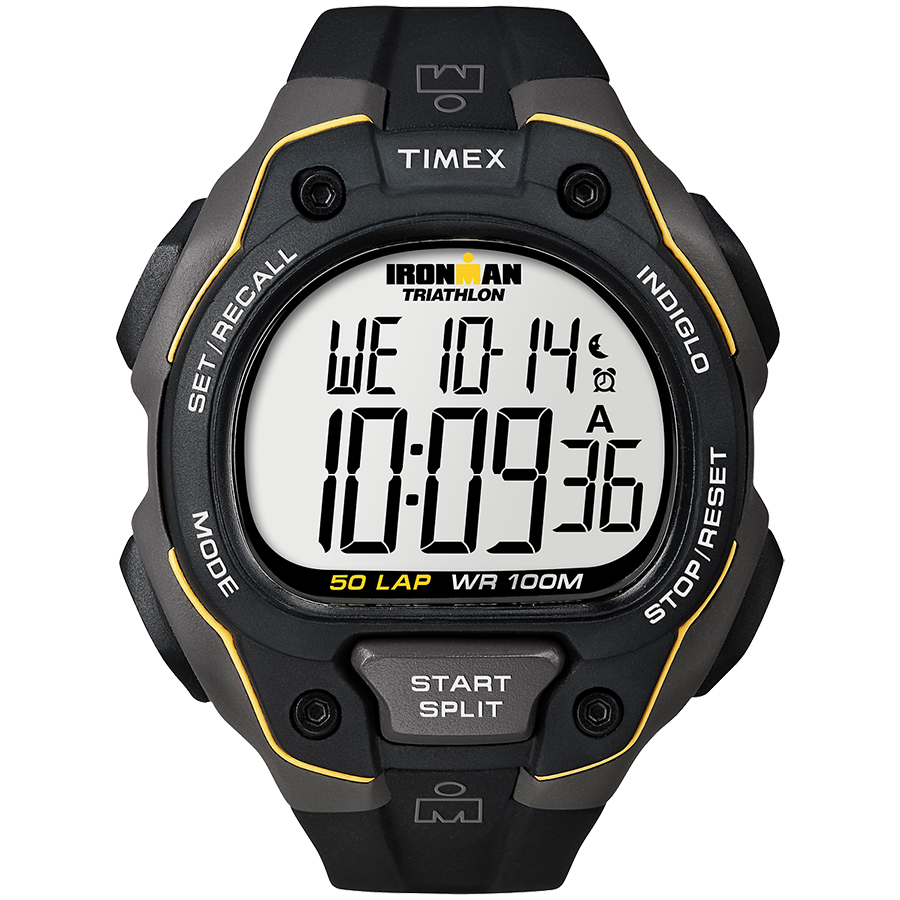 TIMEX
SET/RECALL
INDIGLO
IRONMAN
TRIATHLON
WE 10-14
A
10:09 36
MODE
STOP/RESET
50 LAP WR 100M
START
SPLIT